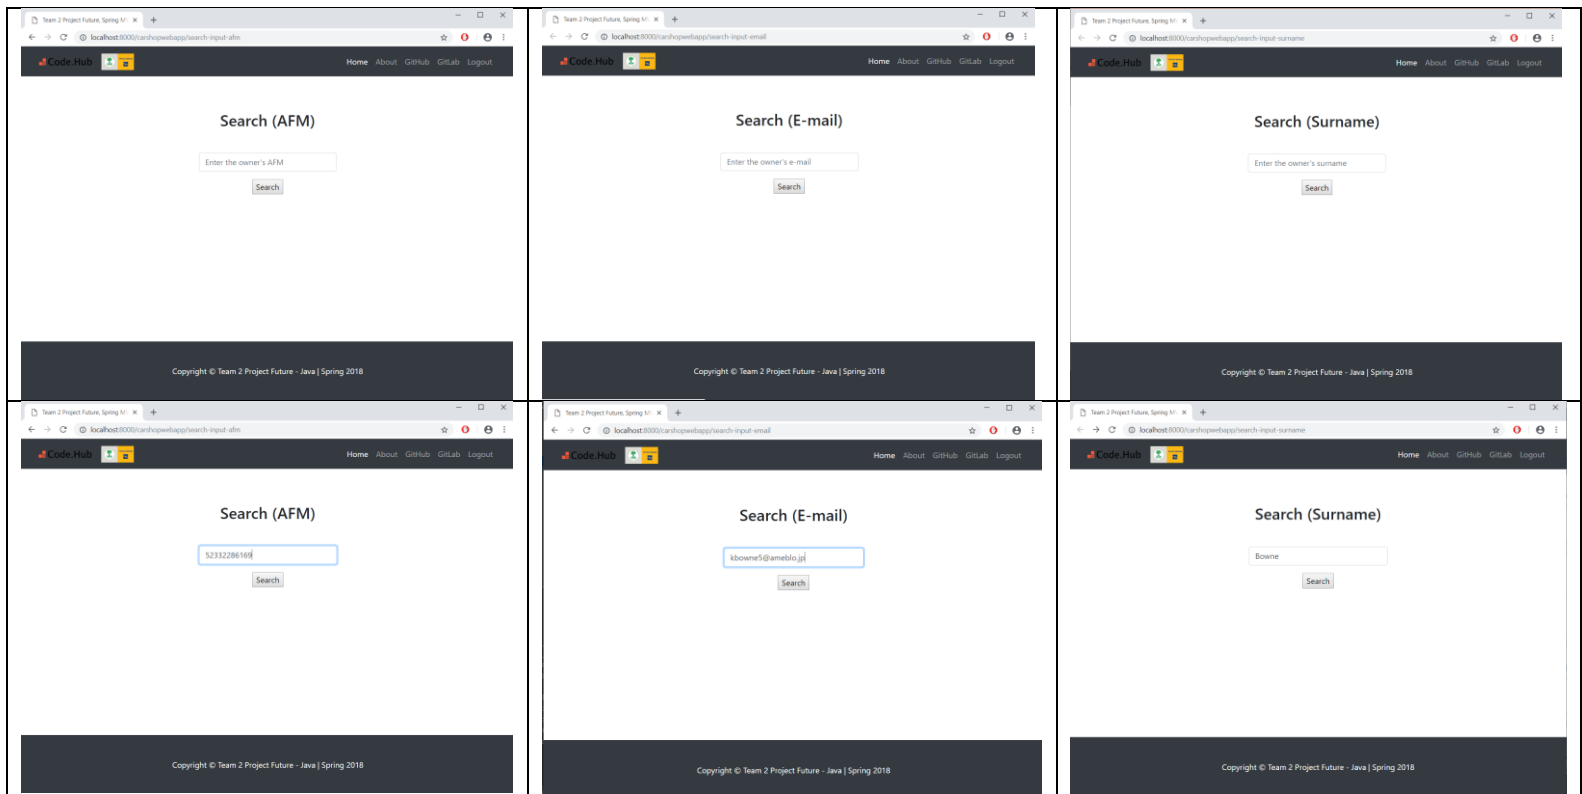 Team 2 Project Future, Spring M
localhost:8000/carshopwebapp/search-input-afm
Code.Hub
Home About GitHub GitLab Logout
Search (AFM)
Enter the owner's AFM
Search
Copyright © Team 2 Project Future - Java | Spring 2018
Team 2 Project Future, Spring M
localhost:8000/carshopwebapp/search-input-email
Code.Hub
Home About GitHub GitLab Logout
Search (E-mail)
Enter the owner's e-mail
Search
Copyright © Team 2 Project Future - Java | Spring 2018
Team 2 Project Future, Spring M
localhost:8000/carshopwebapp/search-input-surname
Code.Hub
Home About GitHub GitLab Logout
Search (Surname)
Enter the owner's surname
Search
Copyright © Team 2 Project Future - Java | Spring 2018
Team 2 Project Future, Spring M
localhost:8000/carshopwebapp/search-input-afm
Code.Hub
Home About GitHub GitLab Logout
Search (AFM)
52332286169
Search
Copyright © Team 2 Project Future - Java | Spring 2018
Team 2 Project Future, Spring M
localhost:8000/carshopwebapp/search-input-email
Code.Hub
Home About GitHub GitLab Logout
Search (E-mail)
kbowne5@ameblo.jp
Search
Copyright © Team 2 Project Future - Java | Spring 2018
Team 2 Project Future, Spring M
localhost:8000/carshopwebapp/search-input-surname
Code.Hub
Home About GitHub GitLab Logout
Search (Surname)
Bowne
Search
Copyright © Team 2 Project Future - Java | Spring 2018